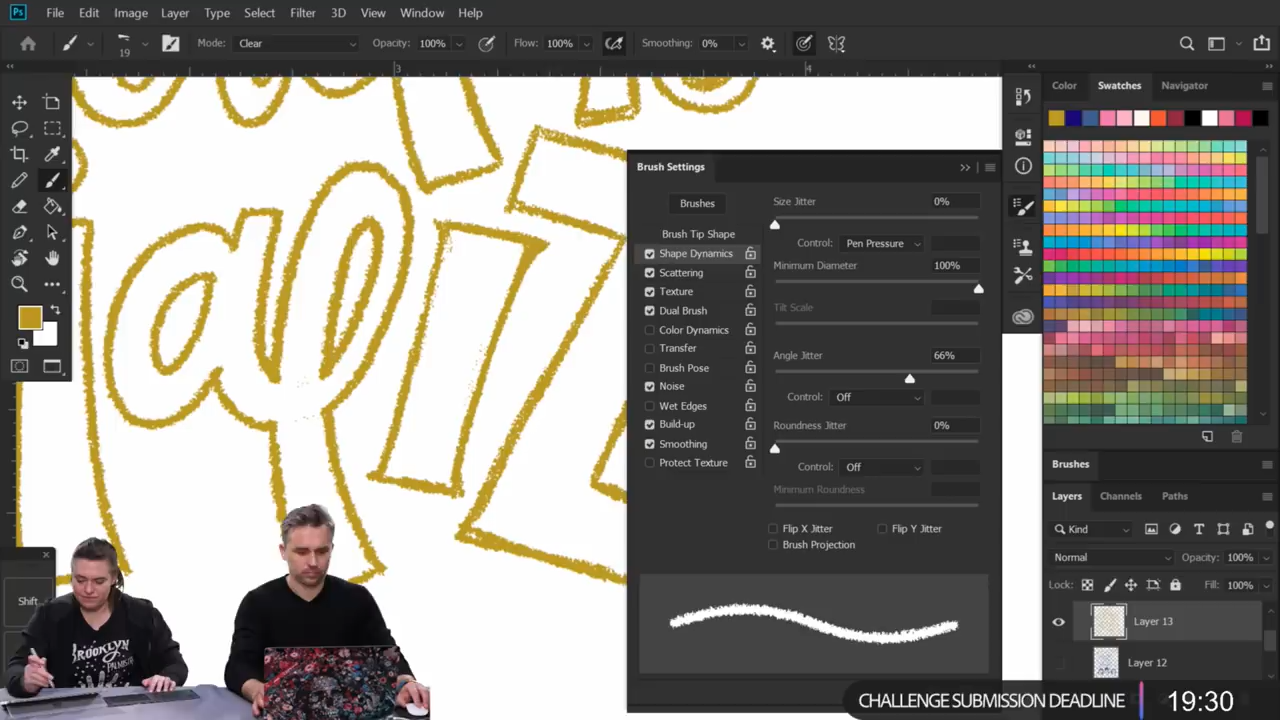 Ps File Edit Image Layer Type Select Filter 3D View Window Help
19 Mode: Clear Opacity: 100% Flow: 100% Smoothing: 0%
3 4
Color Swatches Navigator
Brush Settings
Brushes
Brush Tip Shape
Shape Dynamics
Scattering
Texture
Dual Brush
Color Dynamics
Transfer
Brush Pose
Noise
Wet Edges
Build-up
Smoothing
Protect Texture
Size Jitter 0%
Control: Pen Pressure
Minimum Diameter 100%
Tilt Scale
Angle Jitter 66%
Control: Off
Roundness Jitter 0%
Control: Off
Minimum Roundness
Flip X Jitter Flip Y Jitter
Brush Projection
Brushes
Layers Channels Paths
Kind
Normal Opacity: 100%
Lock: Fill: 100%
Layer 13
Layer 12
Shift
BROOKLYN
CHALLENGE SUBMISSION DEADLINE 19:30